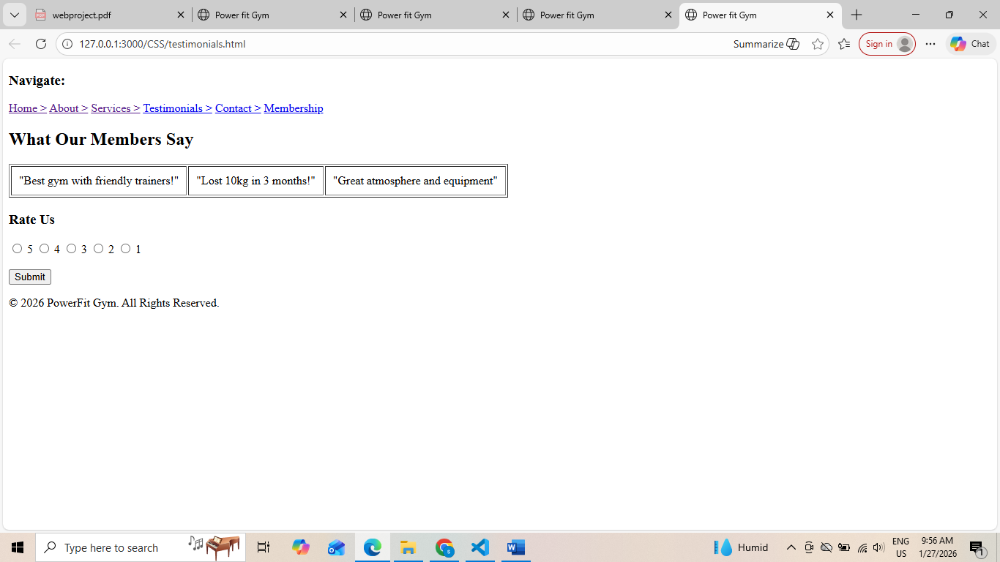 webproject.pdf
Power fit Gym
Power fit Gym
Power fit Gym
Power fit Gym
127.0.0.1:3000/CSS/testimonials.html
Summarize
Sign in
Chat
Navigate:
Home > About > Services > Testimonials > Contact > Membership
What Our Members Say
"Best gym with friendly trainers!" "Lost 10kg in 3 months!" "Great atmosphere and equipment"
Rate Us
5 4 3 2 1
Submit
© 2026 PowerFit Gym. All Rights Reserved.
Type here to search
Humid
ENG
US
9:56 AM
1/27/2026
1